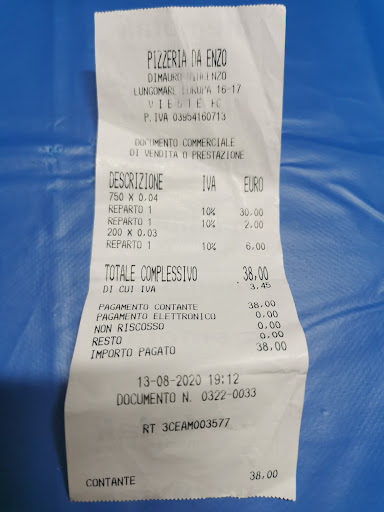 PIZZERIA DA ENZO
DIMAURO VINCENZO
LUNGOMARE EUROPA 16-17
VIESTE FG
P.IVA 03954160713
DOCUMENTO COMMERCIALE
DI VENDITA O PRESTAZIONE
DESCRIZIONE IVA EURO
750 X 0,04
REPARTO 1 10% 30,00
REPARTO 1 10% 2,00
200 X 0,03
REPARTO 1 10% 6,00
TOTALE COMPLESSIVO 38,00
DI CUI IVA 3,45
PAGAMENTO CONTANTE 38,00
PAGAMENTO ELETTRONICO 0,00
NON RISCOSSO 0,00
RESTO 0,00
IMPORTO PAGATO 38,00
13-08-2020 19:12
DOCUMENTO N. 0322-0033
RT 3CEAM003577
CONTANTE 38,00